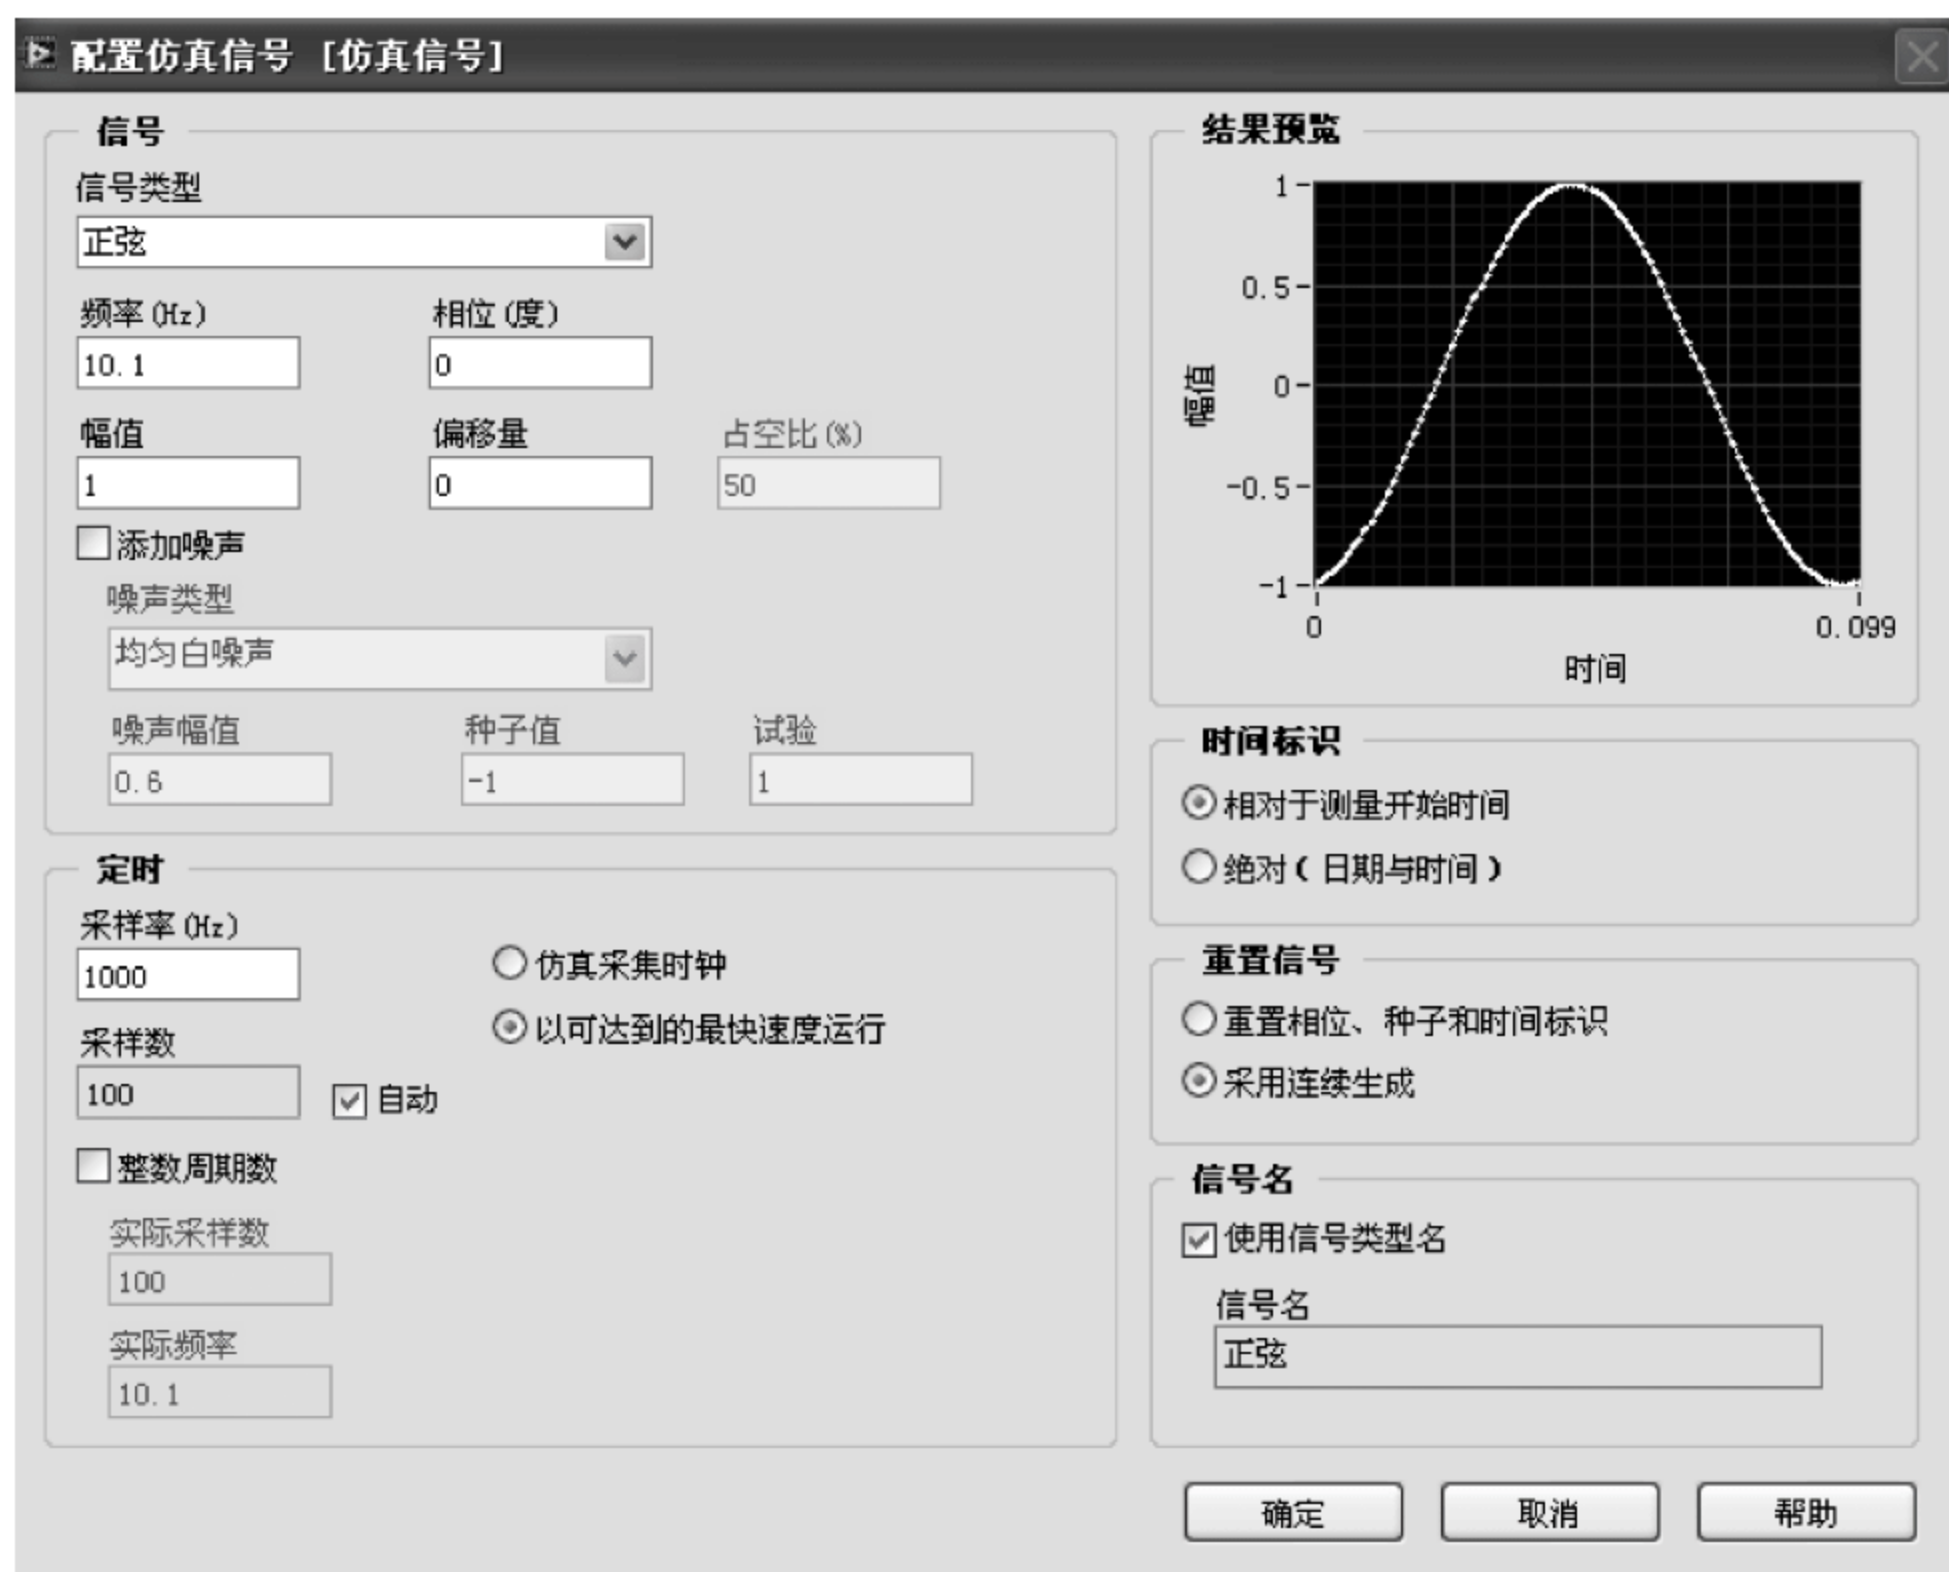 配置仿真信号 [仿真信号]
信号
信号类型
正弦
频率(Hz) 相位(度)
10.1 0
幅值 偏移量 占空比(%)
1 0 50
添加噪声
噪声类型
均匀白噪声
噪声幅值 种子值 试验
0.6 -1 1
定时
采样率(Hz)
1000
仿真采集时钟
以可达到的最快速度运行
采样数
100 自动
整数周期数
实际采样数
100
实际频率
10.1
结果预览
1
0.5
0
-0.5
-1
幅值
0 0.099
时间
时间标识
相对于测量开始时间
绝对(日期与时间)
重置信号
重置相位、种子和时间标识
采用连续生成
信号名
使用信号类型名
信号名
正弦
确定 取消 帮助